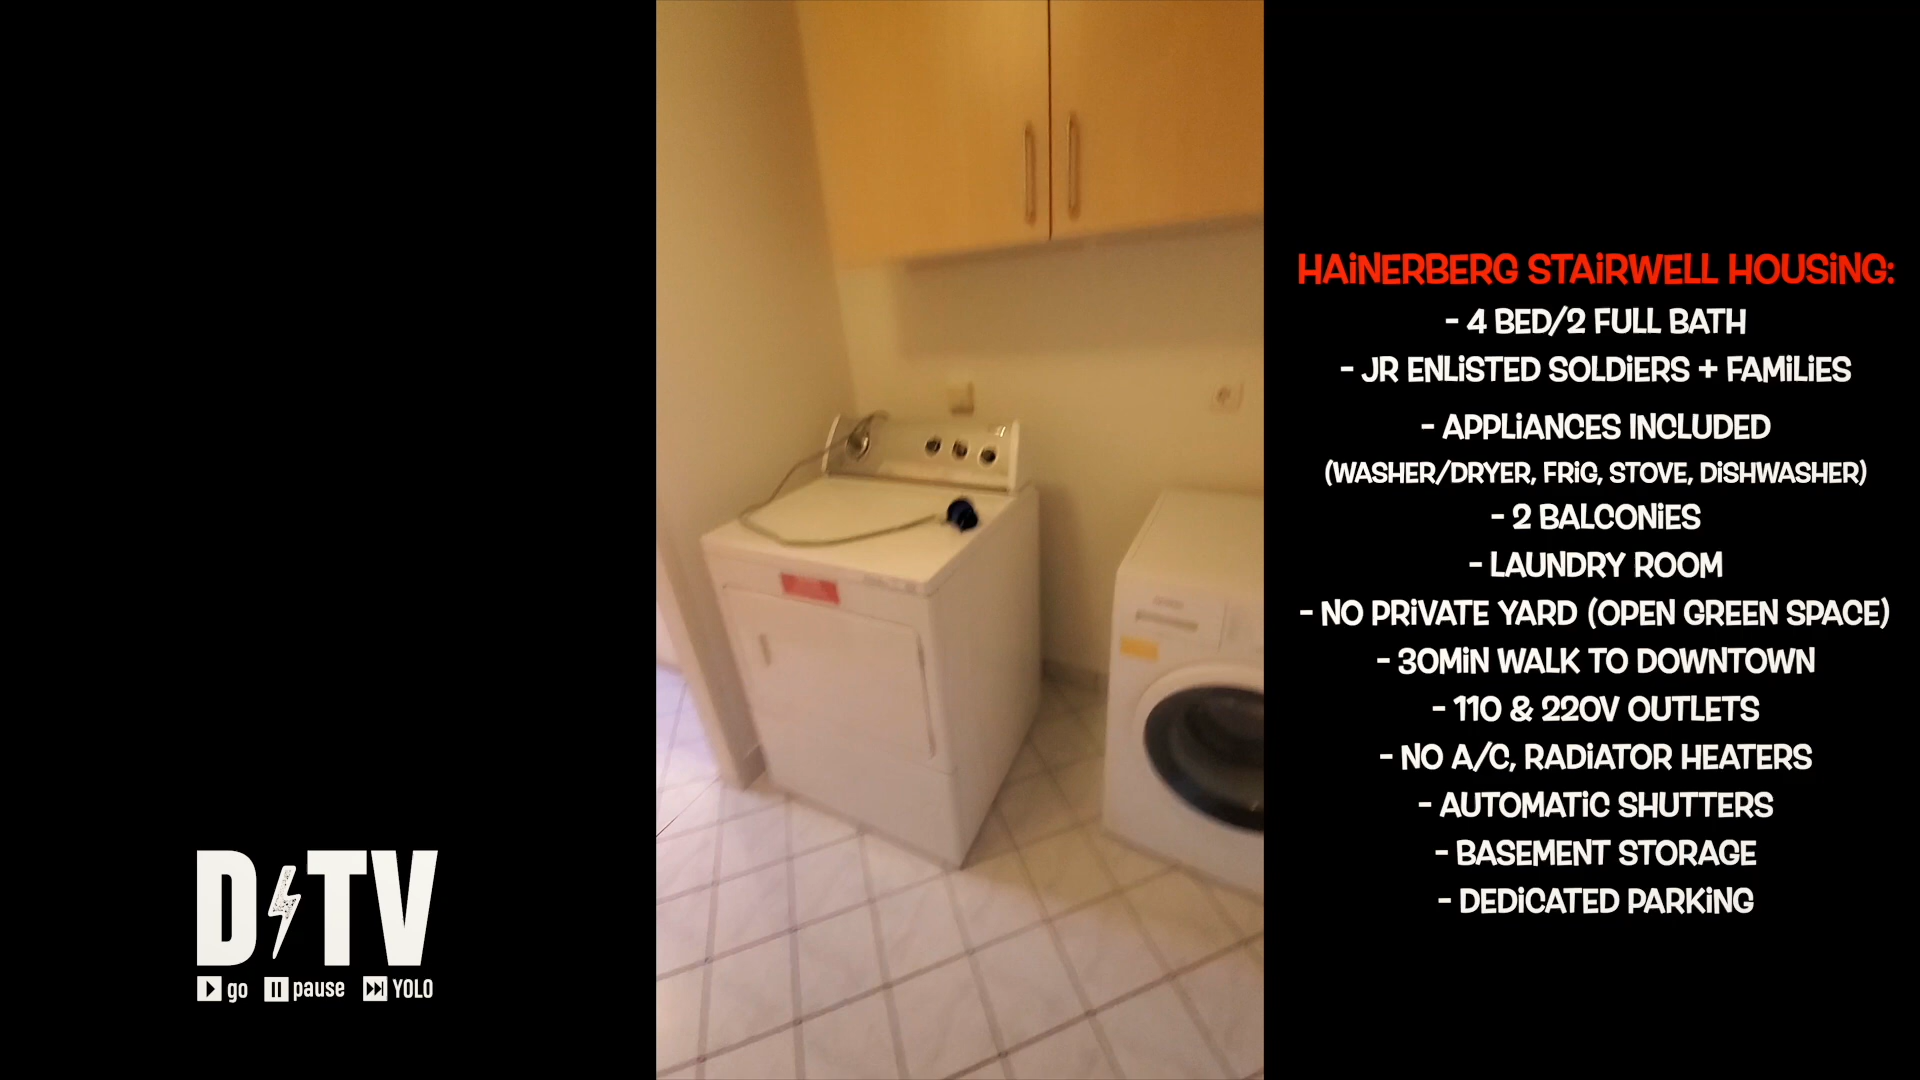 HAINERBERG STAIRWELL HOUSING:
- 4 BED/2 FULL BATH
- JR ENLISTED SOLDIERS + FAMILIES
- APPLIANCES INCLUDED
(WASHER/DRYER, FRIG, STOVE, DISHWASHER)
- 2 BALCONIES
- LAUNDRY ROOM
- NO PRIVATE YARD (OPEN GREEN SPACE)
- 30MIN WALK TO DOWNTOWN
- 110 & 220V OUTLETS
- NO A/C, RADIATOR HEATERS
- AUTOMATIC SHUTTERS
- BASEMENT STORAGE
- DEDICATED PARKING
D TV
go pause YOLO